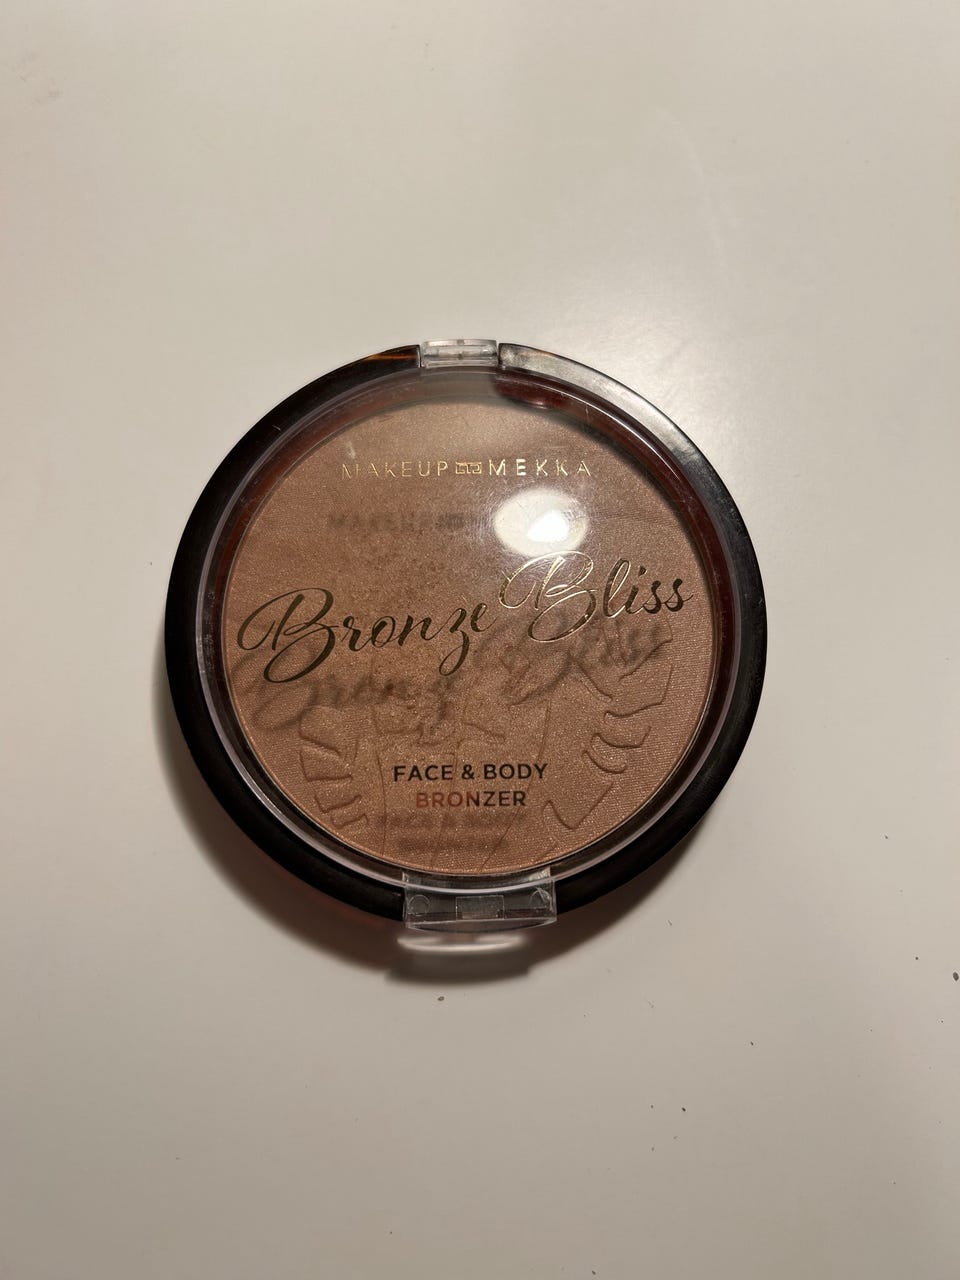 MAKEUP MEKKA
Bronze Bliss
FACE & BODY
BRONZER